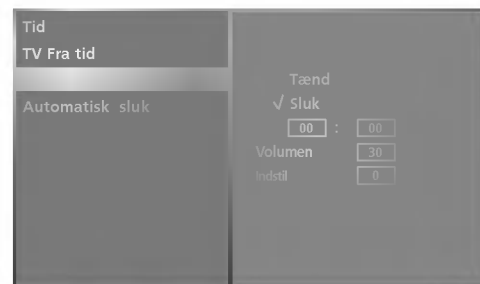 Tid
TV Fra tid
Automatisk sluk
Tænd
√ Sluk
00 : 00
Volumen 30
Indstil 0